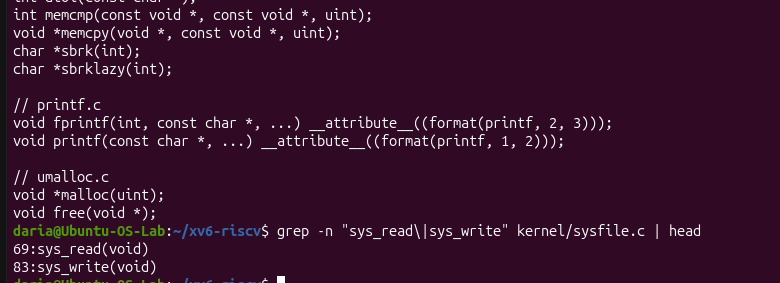 int memcmp(const void *, const void *, uint);
void *memcpy(void *, const void *, uint);
char *sbrk(int);
char *sbrklazy(int);
// printf.c
void fprintf(int, const char *, ...) __attribute__((format(printf, 2, 3)));
void printf(const char *, ...) __attribute__((format(printf, 1, 2)));
// umalloc.c
void *malloc(uint);
void free(void *);
daria@Ubuntu-OS-Lab:~/xv6-riscv$ grep -n "sys_read\|sys_write" kernel/sysfile.c | head
69:sys_read(void)
83:sys_write(void)
daria@Ubuntu-OS-Lab:~/xv6-riscv$